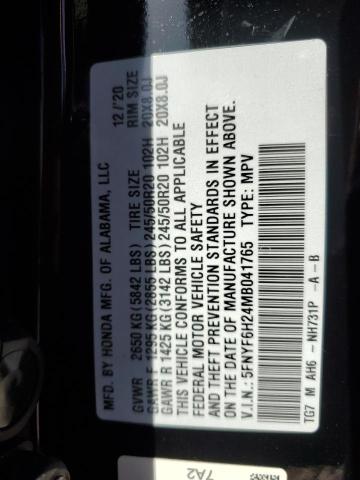 MFD. BY HONDA MFG. OF ALABAMA, LLC 12/'20
GVWR 2650 KG (5842 LBS) TIRE SIZE RIM SIZE
GAWR F 1295 KG (2855 LBS) 245/50R20 102H 20X8.0J
GAWR R 1425 KG (3142 LBS) 245/50R20 102H 20X8.0J
THIS VEHICLE CONFORMS TO ALL APPLICABLE
FEDERAL MOTOR VEHICLE SAFETY
AND THEFT PREVENTION STANDARDS IN EFFECT
ON THE DATE OF MANUFACTURE SHOWN ABOVE.
V.I.N.: 5FNYF6H24MB041765 TYPE: MPV
TG7 M AH6 - NH731P - A - B
7A2